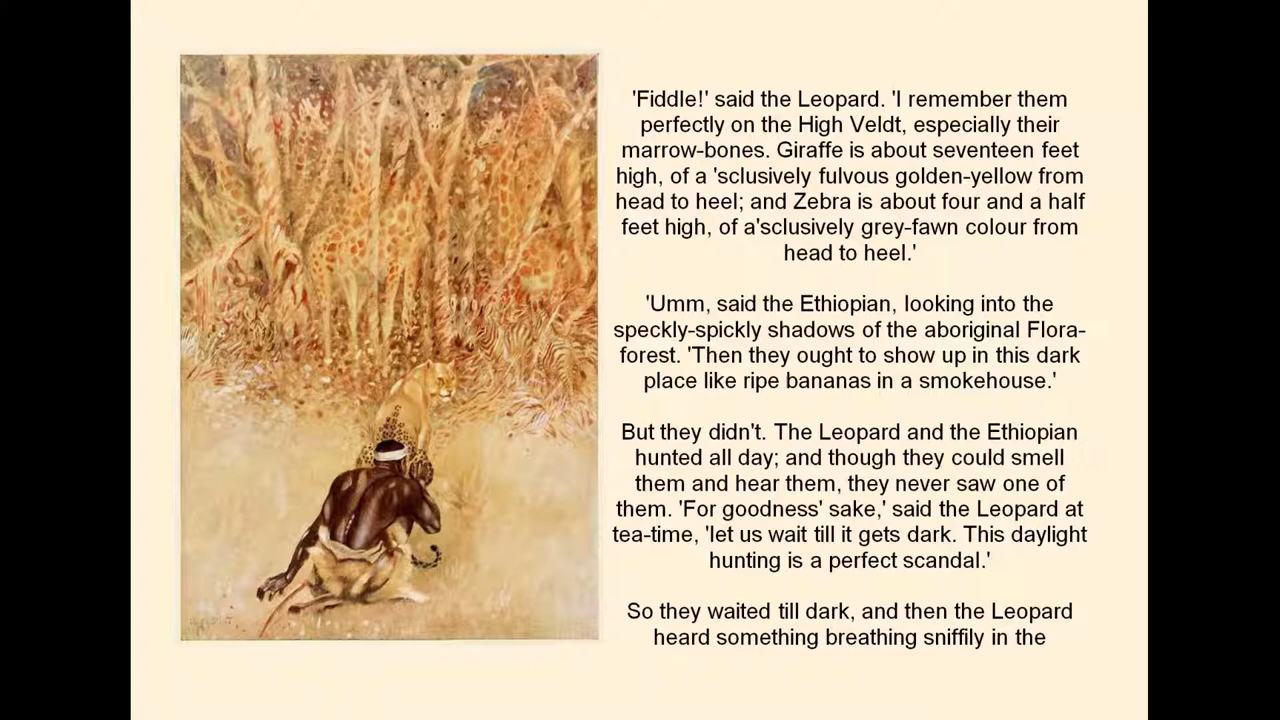 'Fiddle!' said the Leopard. 'I remember them
perfectly on the High Veldt, especially their
marrow-bones. Giraffe is about seventeen feet
high, of a 'sclusively fulvous golden-yellow from
head to heel; and Zebra is about four and a half
feet high, of a'sclusively grey-fawn colour from
head to heel.'
'Umm, said the Ethiopian, looking into the
speckly-spickly shadows of the aboriginal Flora-
forest. 'Then they ought to show up in this dark
place like ripe bananas in a smokehouse.'
But they didn't. The Leopard and the Ethiopian
hunted all day; and though they could smell
them and hear them, they never saw one of
them. 'For goodness' sake,' said the Leopard at
tea-time, 'let us wait till it gets dark. This daylight
hunting is a perfect scandal.'
So they waited till dark, and then the Leopard
heard something breathing sniffily in the